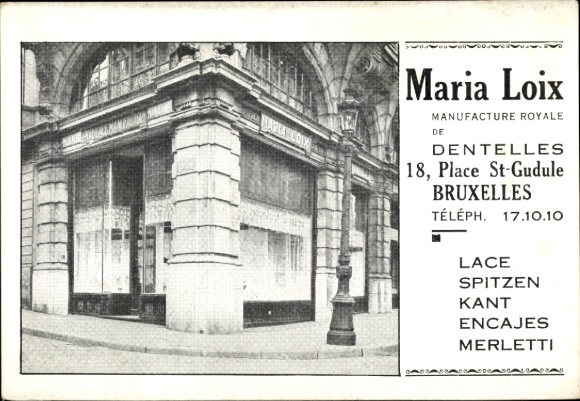 MARIA LOIX
Maria Loix
MANUFACTURE ROYALE
DE
DENTELLES
18, Place St-Gudule
BRUXELLES
TÉLÉPH. 17.10.10
LACE
SPITZEN
KANT
ENCAJES
MERLETTI